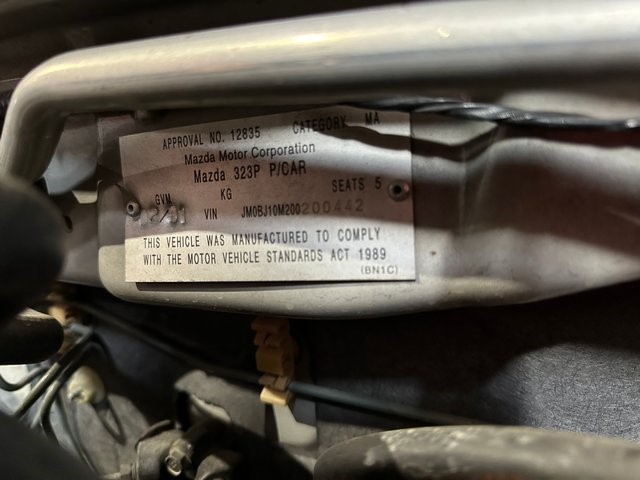 APPROVAL NO. 12835 CATEGORY MA
Mazda Motor Corporation
Mazda 323P P/CAR
GVM KG SEATS 5
VIN JM0BJ10M200200442
THIS VEHICLE WAS MANUFACTURED TO COMPLY
WITH THE MOTOR VEHICLE STANDARDS ACT 1989
(BN1C)